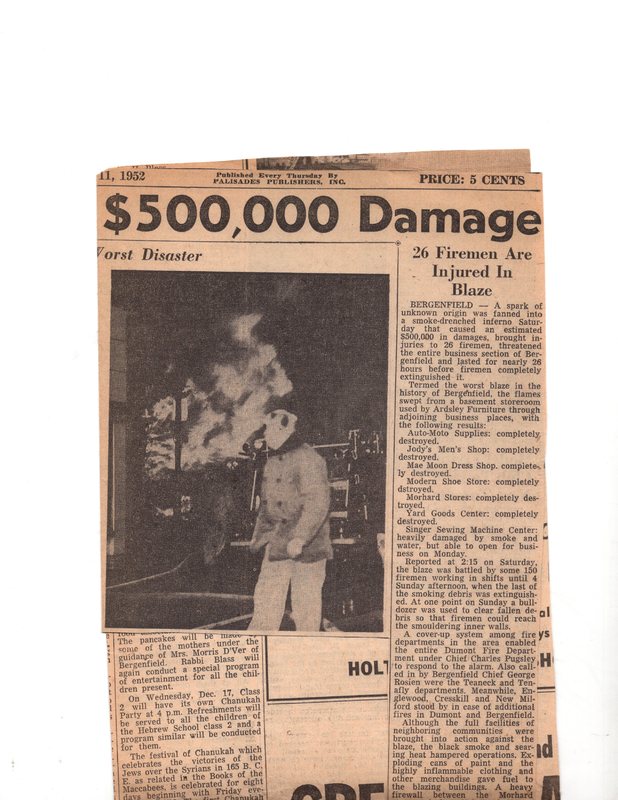 11, 1952
Published Every Thursday By
PALISADES PUBLISHERS, INC.
PRICE: 5 CENTS
$500,000 Damage
Worst Disaster
26 Firemen Are
Injured In
Blaze
BERGENFIELD — A spark of
unknown origin was fanned into
a smoke-drenched inferno Satur-
day that caused an estimated
$500,000 in damages, brought in-
juries to 26 firemen, threatened
the entire business section of Ber-
genfield and lasted for nearly 26
hours before firemen completely
extinguished it.
Termed the worst blaze in the
history of Bergenfield, the flames
swept from a basement storeroom
used by Ardsley Furniture through
adjoining business places, with
the following results:
Auto-Moto Supplies: completely
destroyed.
Jody's Men's Shop: completely
destroyed.
Mae Moon Dress Shop. complete-
ly destroyed.
Modern Shoe Store: completely
dstroyed.
Morhard Stores: completely des-
troyed.
Yard Goods Center: completely
destroyed.
Singer Sewing Machine Center:
heavily damaged by smoke and
water, but able to open for busi-
ness on Monday.
Reported at 2:15 on Saturday,
the blaze was battled by some 150
firemen working in shifts until 4
Sunday afternoon, when the last of
the smoking debris was extinguish-
ed. At one point on Sunday a bull-
dozer was used to clear fallen de-
bris so that firemen could reach
the smouldering inner walls.
A cover-up system among fire
departments in the area enabled
the entire Dumont Fire Depart-
ment under Chief Charles Pugsley
to respond to the alarm. Also call-
ed in by Bergenfield Chief George
Rosien were the Teaneck and Ten-
afly departments. Meanwhile, En-
glewood, Cresskill and New Mil-
ford stood by in case of additional
fires in Dumont and Bergenfield.
Although the full facilities of
neighboring communities were
brought into action against the
blaze, the black smoke and sear-
ing heat hampered operations. Ex-
ploding cans of paint and the
highly inflammable clothing and
other merchandise gave fuel to
the blazing buildings. A heavy
firewall between the Morhard
The pancakes will be made
some of the mothers under the
guidance of Mrs. Morris D'Ver of
Bergenfield. Rabbi Blass will
again conduct a special program
of entertainment for all the chil-
dren present.
On Wednesday, Dec. 17, Class
2 will have its own Chanukah
Party at 4 p.m. Refreshments will
be served to all the children of
the Hebrew School class 2 and a
program similar will be conducted
for them.
The festival of Chanukah which
celebrates the victories of the
Jews over the Syrians in 165 B. C.
E. as related in the Books of the
Maccabees, is celebrated for eight
days beginning with Friday eve-
HOLT